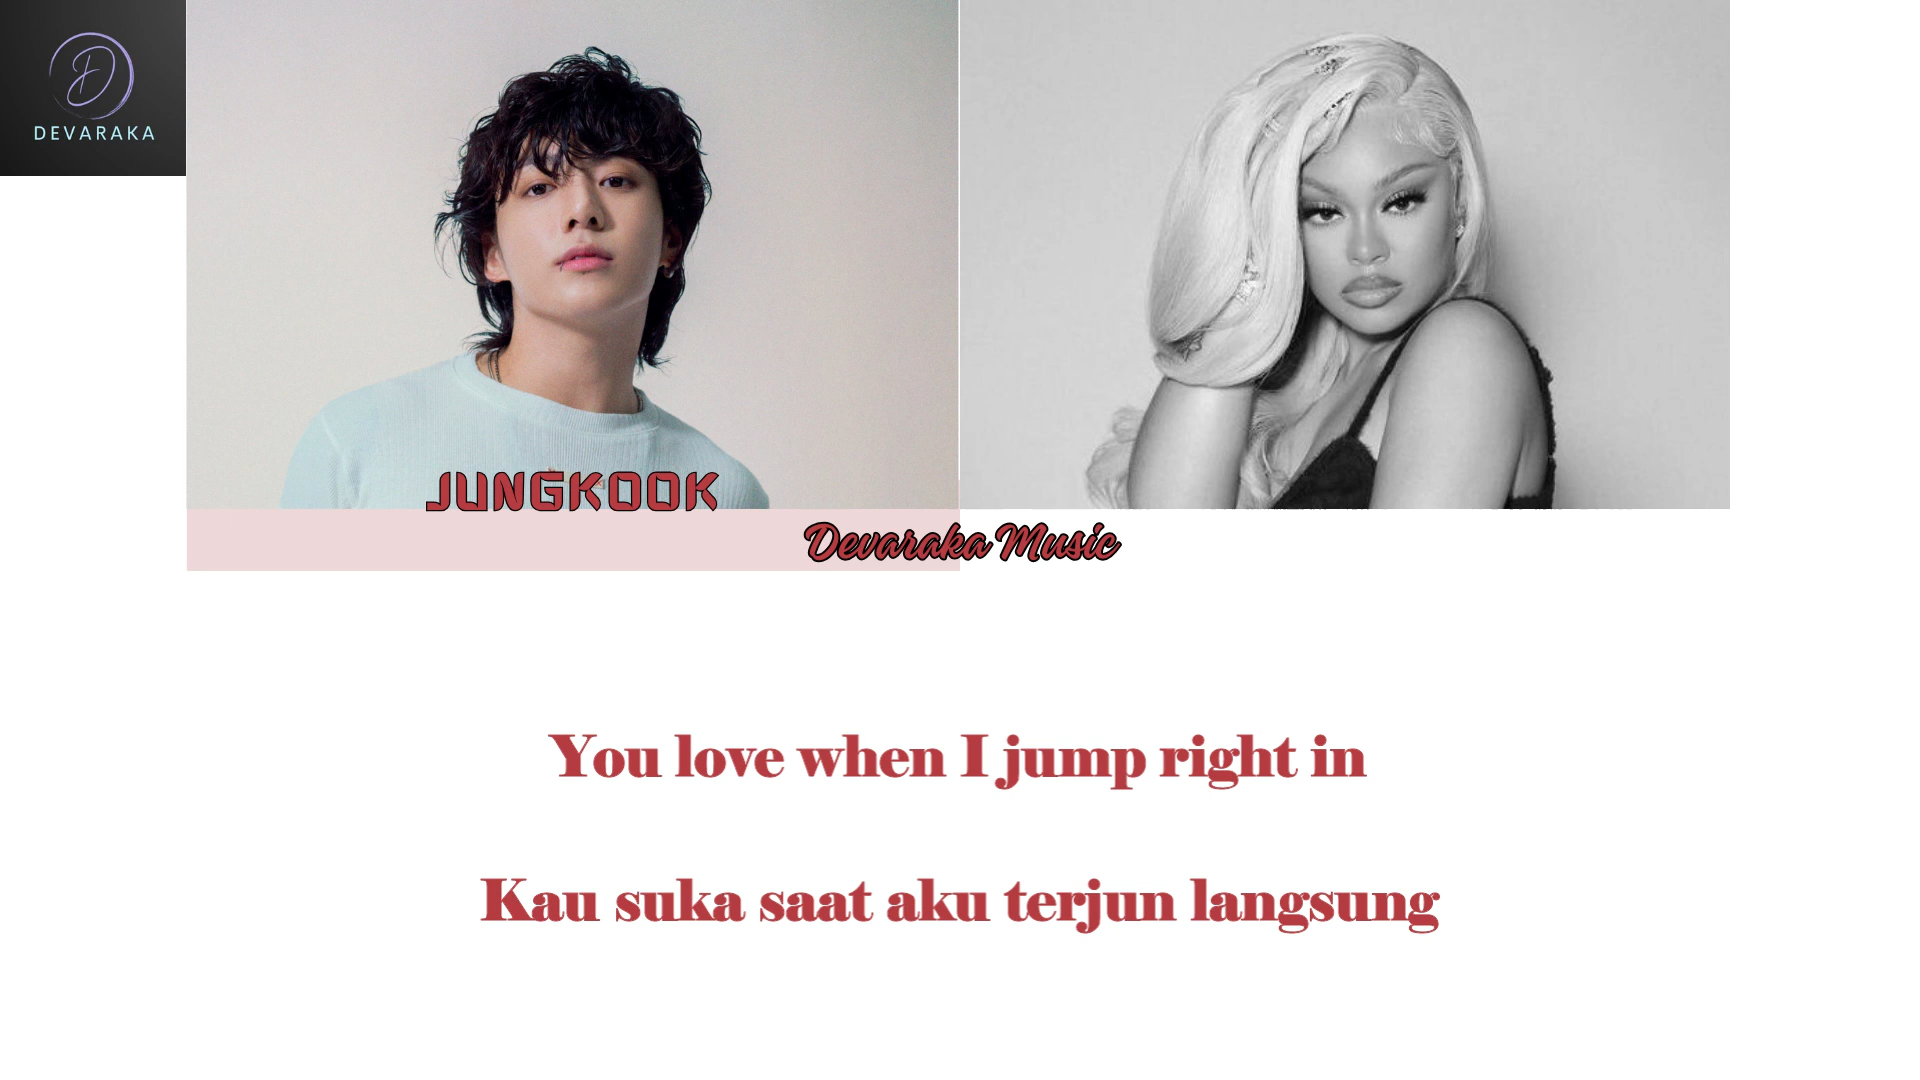 DEVARAKA
JUNGKOOK
Devaraka Music
You love when I jump right in
Kau suka saat aku terjun langsung